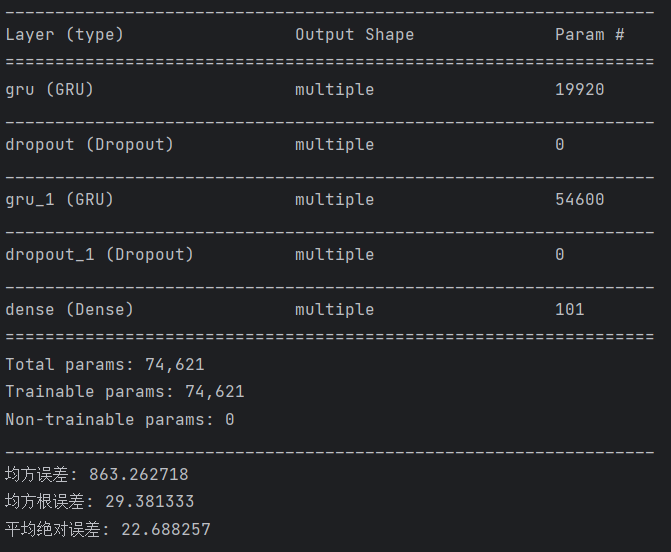 _________________________________________________________________
Layer (type)                 Output Shape              Param #
=================================================================
gru (GRU)                    multiple                  19920
_________________________________________________________________
dropout (Dropout)            multiple                  0
_________________________________________________________________
gru_1 (GRU)                  multiple                  54600
_________________________________________________________________
dropout_1 (Dropout)          multiple                  0
_________________________________________________________________
dense (Dense)                multiple                  101
=================================================================
Total params: 74,621
Trainable params: 74,621
Non-trainable params: 0
_________________________________________________________________
均方误差: 863.262718
均方根误差: 29.381333
平均绝对误差: 22.688257